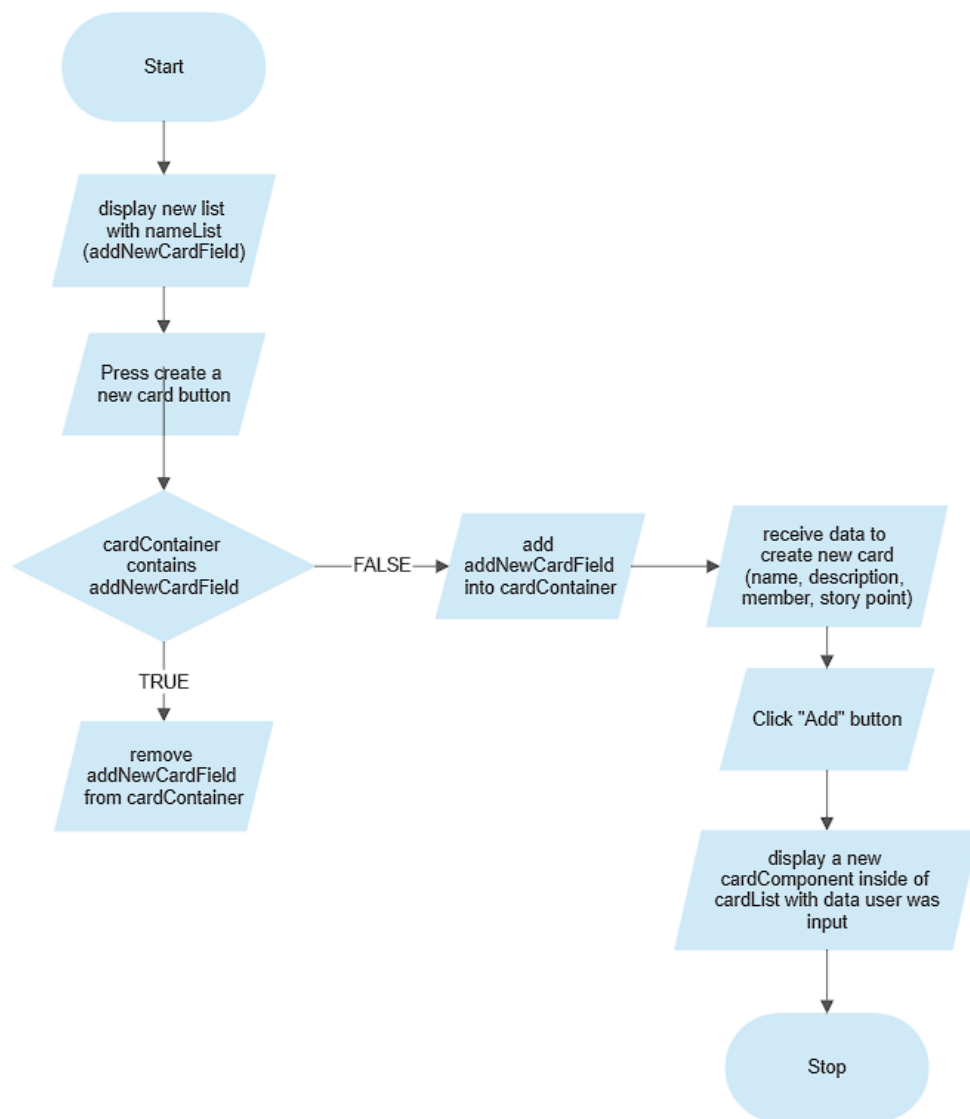 Start
display new list
with nameList
(addNewCardField)
Press create a
new card button
cardContainer
contains
addNewCardField
FALSE
add
addNewCardField
into cardContainer
receive data to
create new card
(name, description,
member, story point)
TRUE
remove
addNewCardField
from cardContainer
Click "Add" button
display a new
cardComponent inside of
cardList with data user was
input
Stop